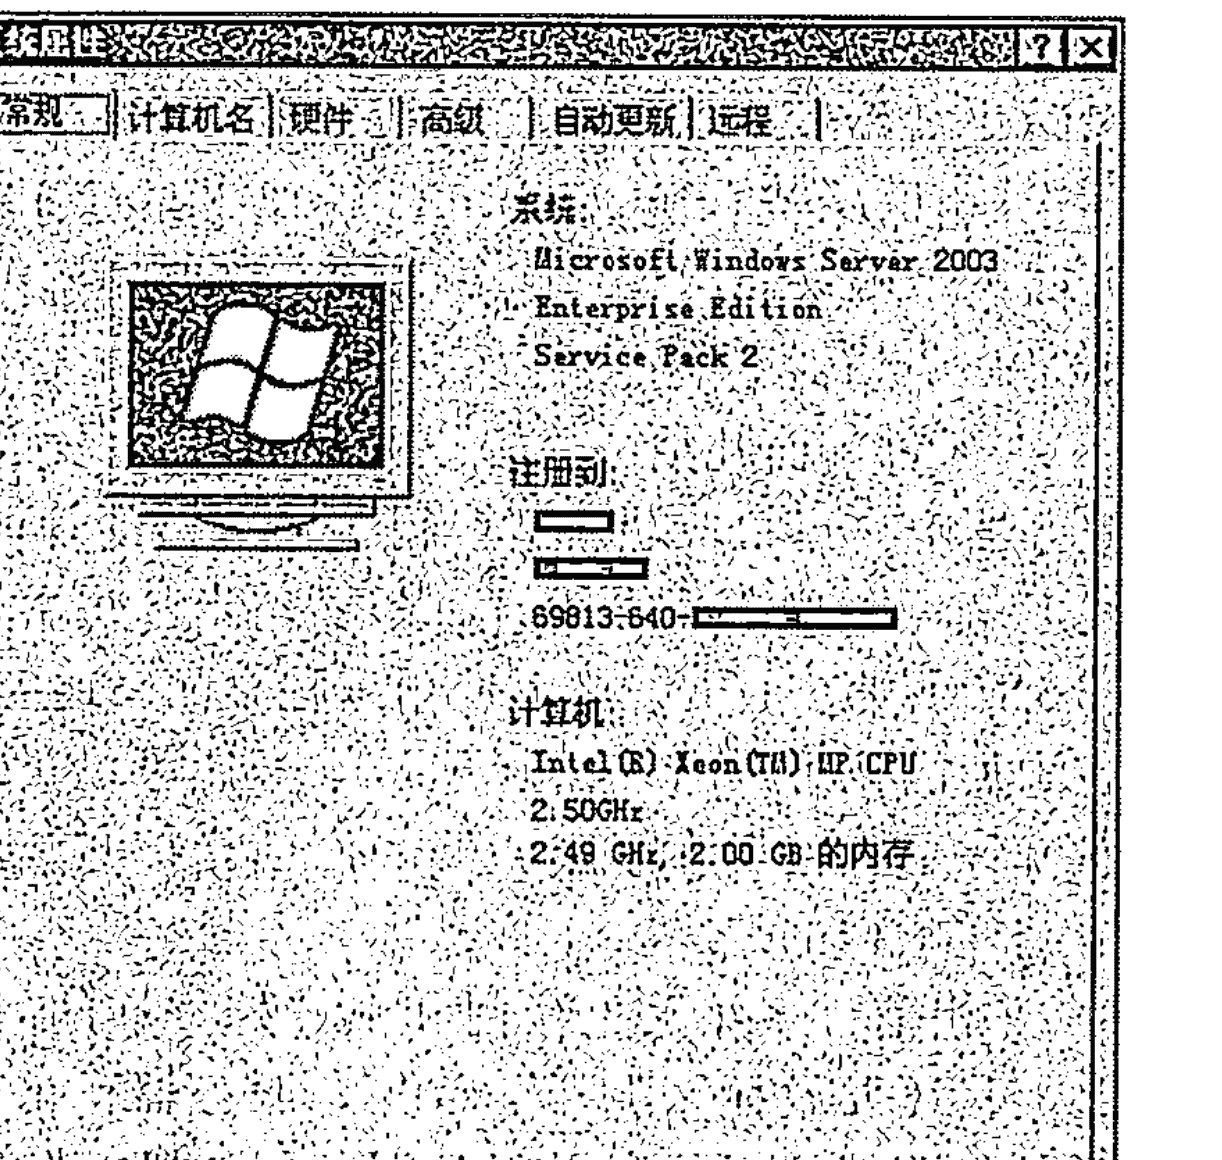 统属性
常规 计算机名 硬件 高级 自动更新 远程
系统:
Microsoft Windows Server 2003
Enterprise Edition
Service Pack 2
注册到:
69813-640-
计算机:
Intel(R) Xeon(TM) MP CPU
2.50GHz
2.49 GHz, 2.00 GB 的内存